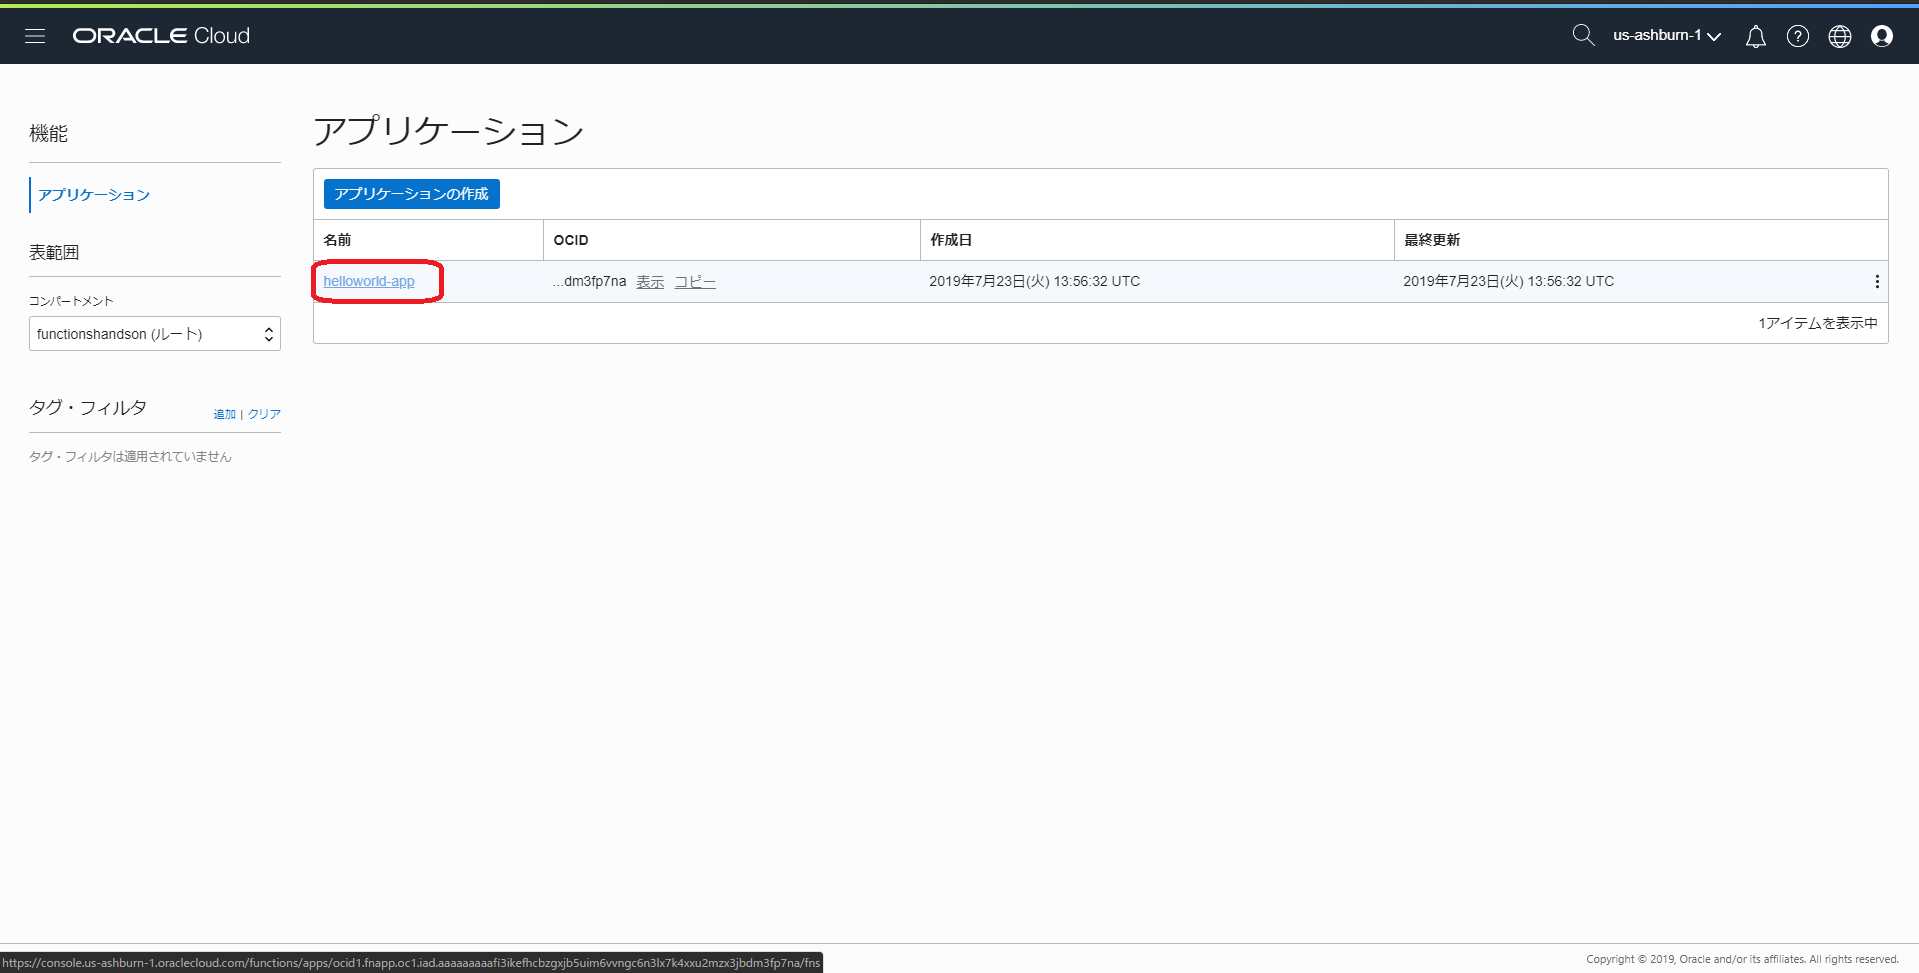 ORACLE Cloud
us-ashburn-1
機能
アプリケーション
表範囲
コンパートメント
functionshandson (ルート)
タグ・フィルタ
追加 | クリア
タグ・フィルタは適用されていません
アプリケーション
アプリケーションの作成
名前 OCID 作成日 最終更新
helloworld-app ...dm3fp7na 表示 コピー 2019年7月23日(火) 13:56:32 UTC 2019年7月23日(火) 13:56:32 UTC
1アイテムを表示中
https://console.us-ashburn-1.oraclecloud.com/functions/apps/ocid1.fnapp.oc1.iad.aaaaaaaaafi3ikefhcbzgxjb5uim6vvngc6n3lx7k4xxu2mzx3jbdm3fp7na/fns
Copyright © 2019, Oracle and/or its affiliates. All rights reserved.